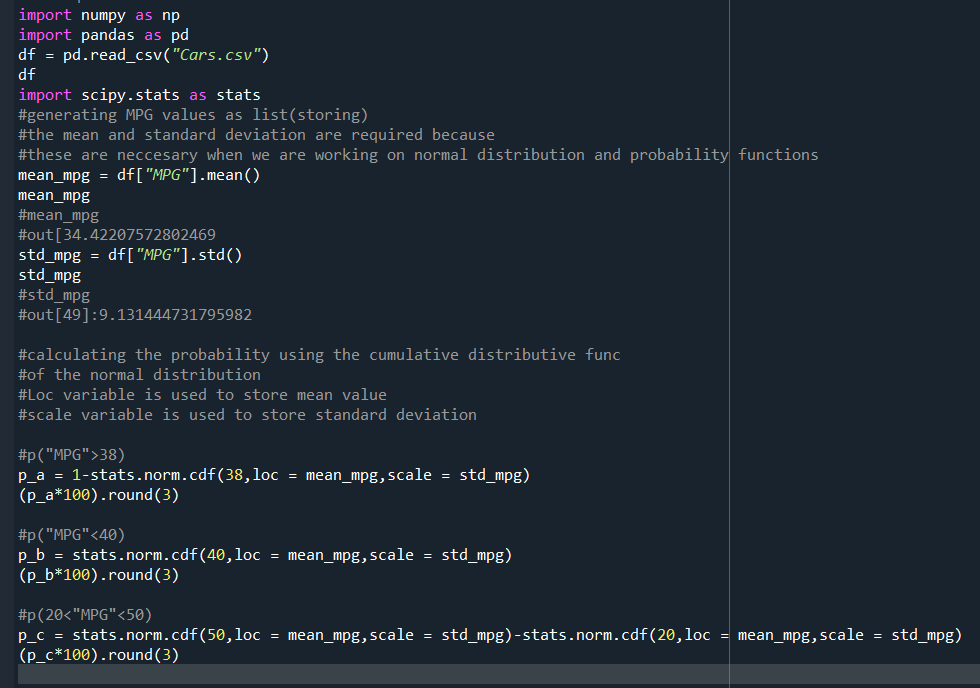 import numpy as np
import pandas as pd
df = pd.read_csv("Cars.csv")
df
import scipy.stats as stats
#generating MPG values as list(storing)
#the mean and standard deviation are required because
#these are neccesary when we are working on normal distribution and probability functions
mean_mpg = df["MPG"].mean()
mean_mpg
#mean_mpg
#out[34.42207572802469
std_mpg = df["MPG"].std()
std_mpg
#std_mpg
#out[49]:9.131444731795982
#calculating the probability using the cumulative distributive func
#of the normal distribution
#Loc variable is used to store mean value
#scale variable is used to store standard deviation
#p("MPG">38)
p_a = 1-stats.norm.cdf(38,loc = mean_mpg,scale = std_mpg)
(p_a*100).round(3)
#p("MPG"<40)
p_b = stats.norm.cdf(40,loc = mean_mpg,scale = std_mpg)
(p_b*100).round(3)
#p(20<"MPG"<50)
p_c = stats.norm.cdf(50,loc = mean_mpg,scale = std_mpg)-stats.norm.cdf(20,loc = mean_mpg,scale = std_mpg)
(p_c*100).round(3)